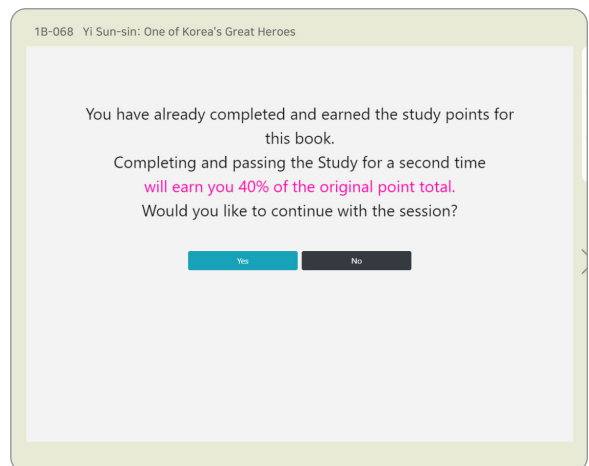 1B-068 Yi Sun-sin: One of Korea's Great Heroes
You have already completed and earned the study points for
this book.
Completing and passing the Study for a second time
will earn you 40% of the original point total.
Would you like to continue with the session?
Yes No